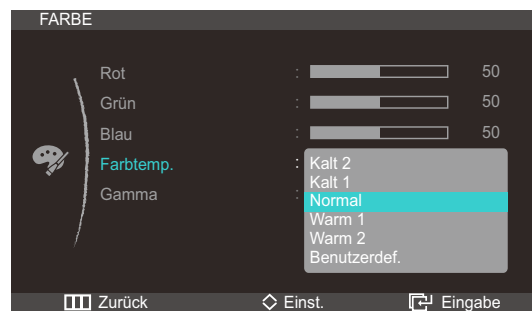 FARBE
Rot : 50
Grün : 50
Blau : 50
Farbtemp. : Kalt 2
Kalt 1
Gamma : Normal
Warm 1
Warm 2
Benutzerdef.
Zurück Einst. Eingabe